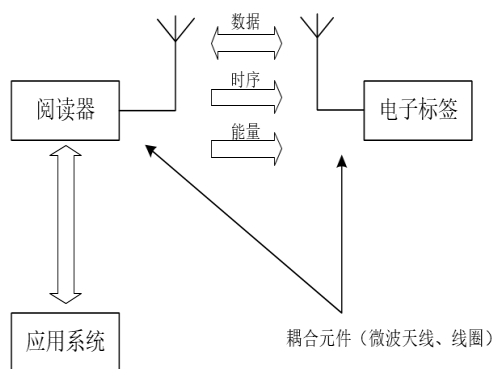 数据
时序
能量
阅读器
电子标签
应用系统
耦合元件（微波天线、线圈）